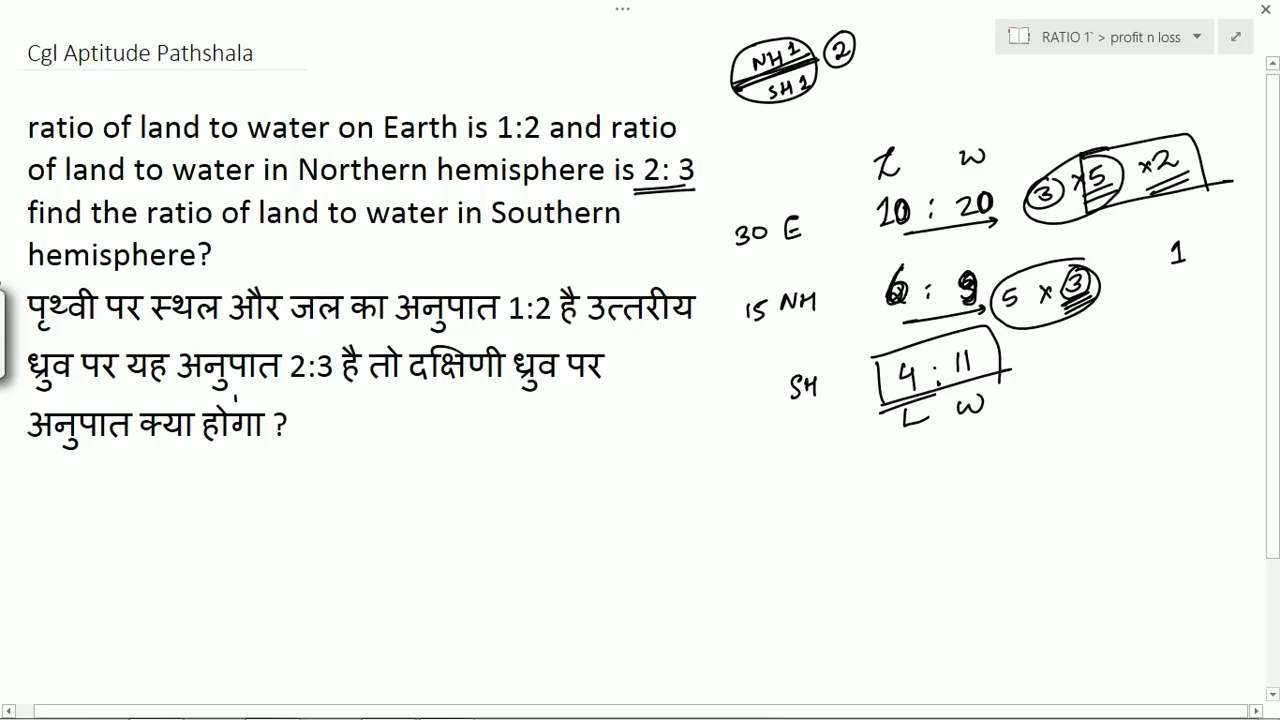 Cgl Aptitude Pathshala
RATIO 1` > profit n loss
ratio of land to water on Earth is 1:2 and ratio
of land to water in Northern hemisphere is 2: 3
find the ratio of land to water in Southern
hemisphere?
पृथ्वी पर स्थल और जल का अनुपात 1:2 है उत्तरीय
ध्रुव पर यह अनुपात 2:3 है तो दक्षिणी ध्रुव पर
अनुपात क्या होगा ?
NH 1 2
SH 1
L W
30 E 10 : 20 3 × 5 × 2
15 NH 6 : 9 5 × 3 1
SH 4 : 11
L W